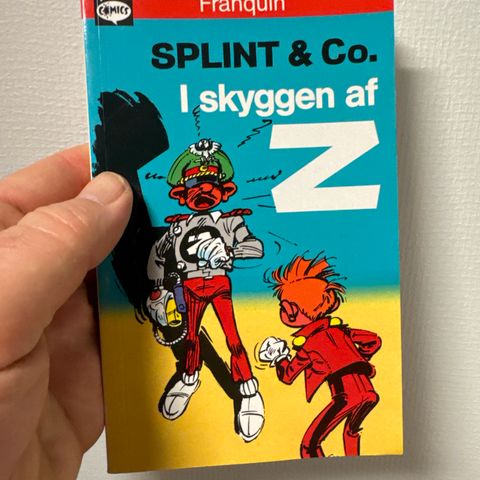 COMICS
Franquin
SPLINT & Co.
I skyggen af
Z